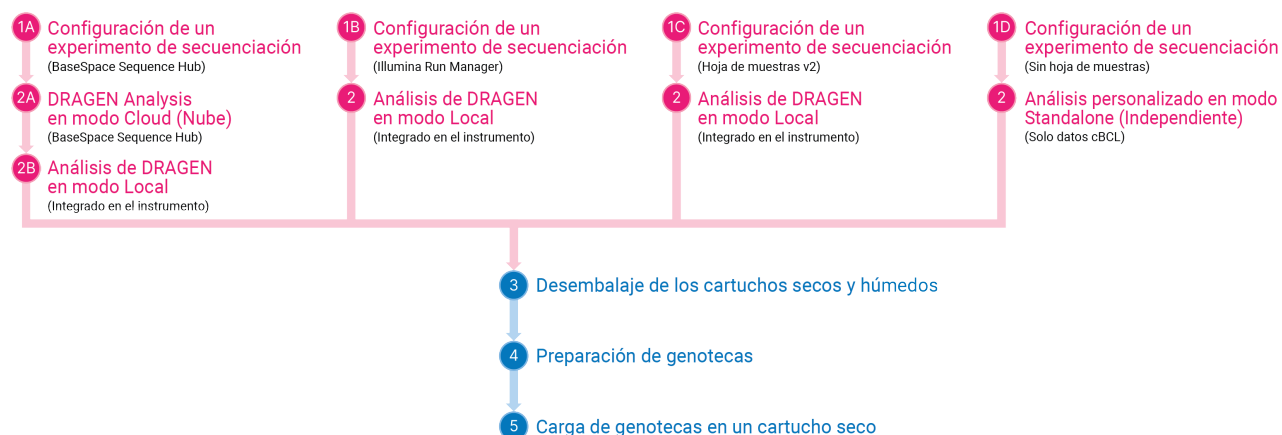 1A
Configuración de un
experimento de secuenciación
(BaseSpace Sequence Hub)
2A
DRAGEN Analysis
en modo Cloud (Nube)
(BaseSpace Sequence Hub)
2B
Análisis de DRAGEN
en modo Local
(Integrado en el instrumento)
1B
Configuración de un
experimento de secuenciación
(Illumina Run Manager)
2
Análisis de DRAGEN
en modo Local
(Integrado en el instrumento)
1C
Configuración de un
experimento de secuenciación
(Hoja de muestras v2)
2
Análisis de DRAGEN
en modo Local
(Integrado en el instrumento)
1D
Configuración de un
experimento de secuenciación
(Sin hoja de muestras)
2
Análisis personalizado en modo
Standalone (Independiente)
(Solo datos cBCL)
3
Desembalaje de los cartuchos secos y húmedos
4
Preparación de genotecas
5
Carga de genotecas en un cartucho seco